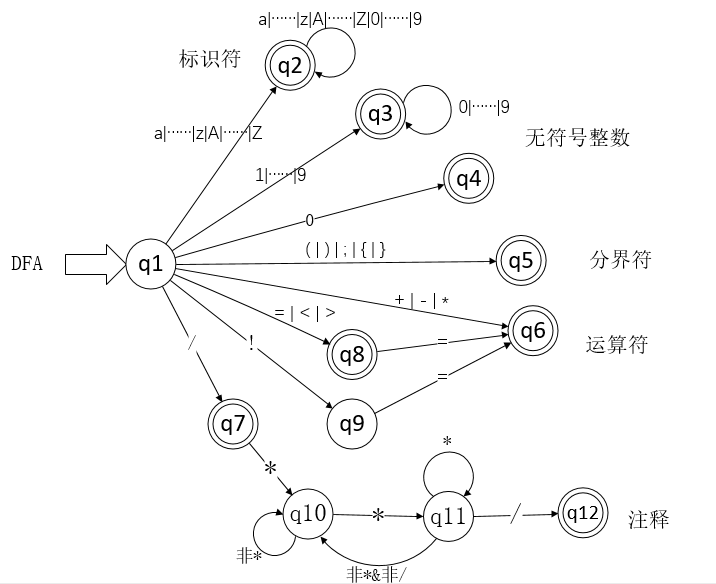 a|······|z|A|······|Z|0|······|9
标识符
q2
q3
0|······|9
a|······|z|A|······|Z
无符号整数
1|······|9
q4
0
DFA
q1
(|)|;|{|}
q5
分界符
+|-|*
=|<|>
q6
运算符
/
!
q8
=
=
q7
q9
*
*
q10
*
q11
/
q12
注释
非*
非*&非/